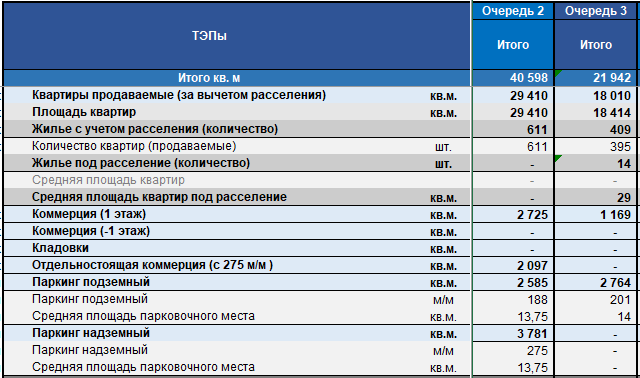 ТЭПы Очередь 2 Очередь 3
Итого Итого
Итого кв. м 40 598 21 942
Квартиры продаваемые (за вычетом расселения) кв.м. 29 410 18 010
Площадь квартир кв.м. 29 410 18 414
Жилье с учетом расселения (количество) 611 409
Количество квартир (продаваемые) шт. 611 395
Жилье под расселение (количество) шт. - 14
Средняя площадь квартир - -
Средняя площадь квартир под расселение кв.м. - 29
Коммерция (1 этаж) кв.м. 2 725 1 169
Коммерция (-1 этаж) кв.м. - -
Кладовки кв.м. - -
Отдельностоящая коммерция (с 275 м/м ) кв.м. 2 097 -
Паркинг подземный кв.м. 2 585 2 764
Паркинг подземный м/м 188 201
Средняя площадь парковочного места кв.м. 13,75 14
Паркинг надземный кв.м. 3 781 -
Паркинг надземный м/м 275 -
Средняя площадь парковочного места кв.м. 13,75 -